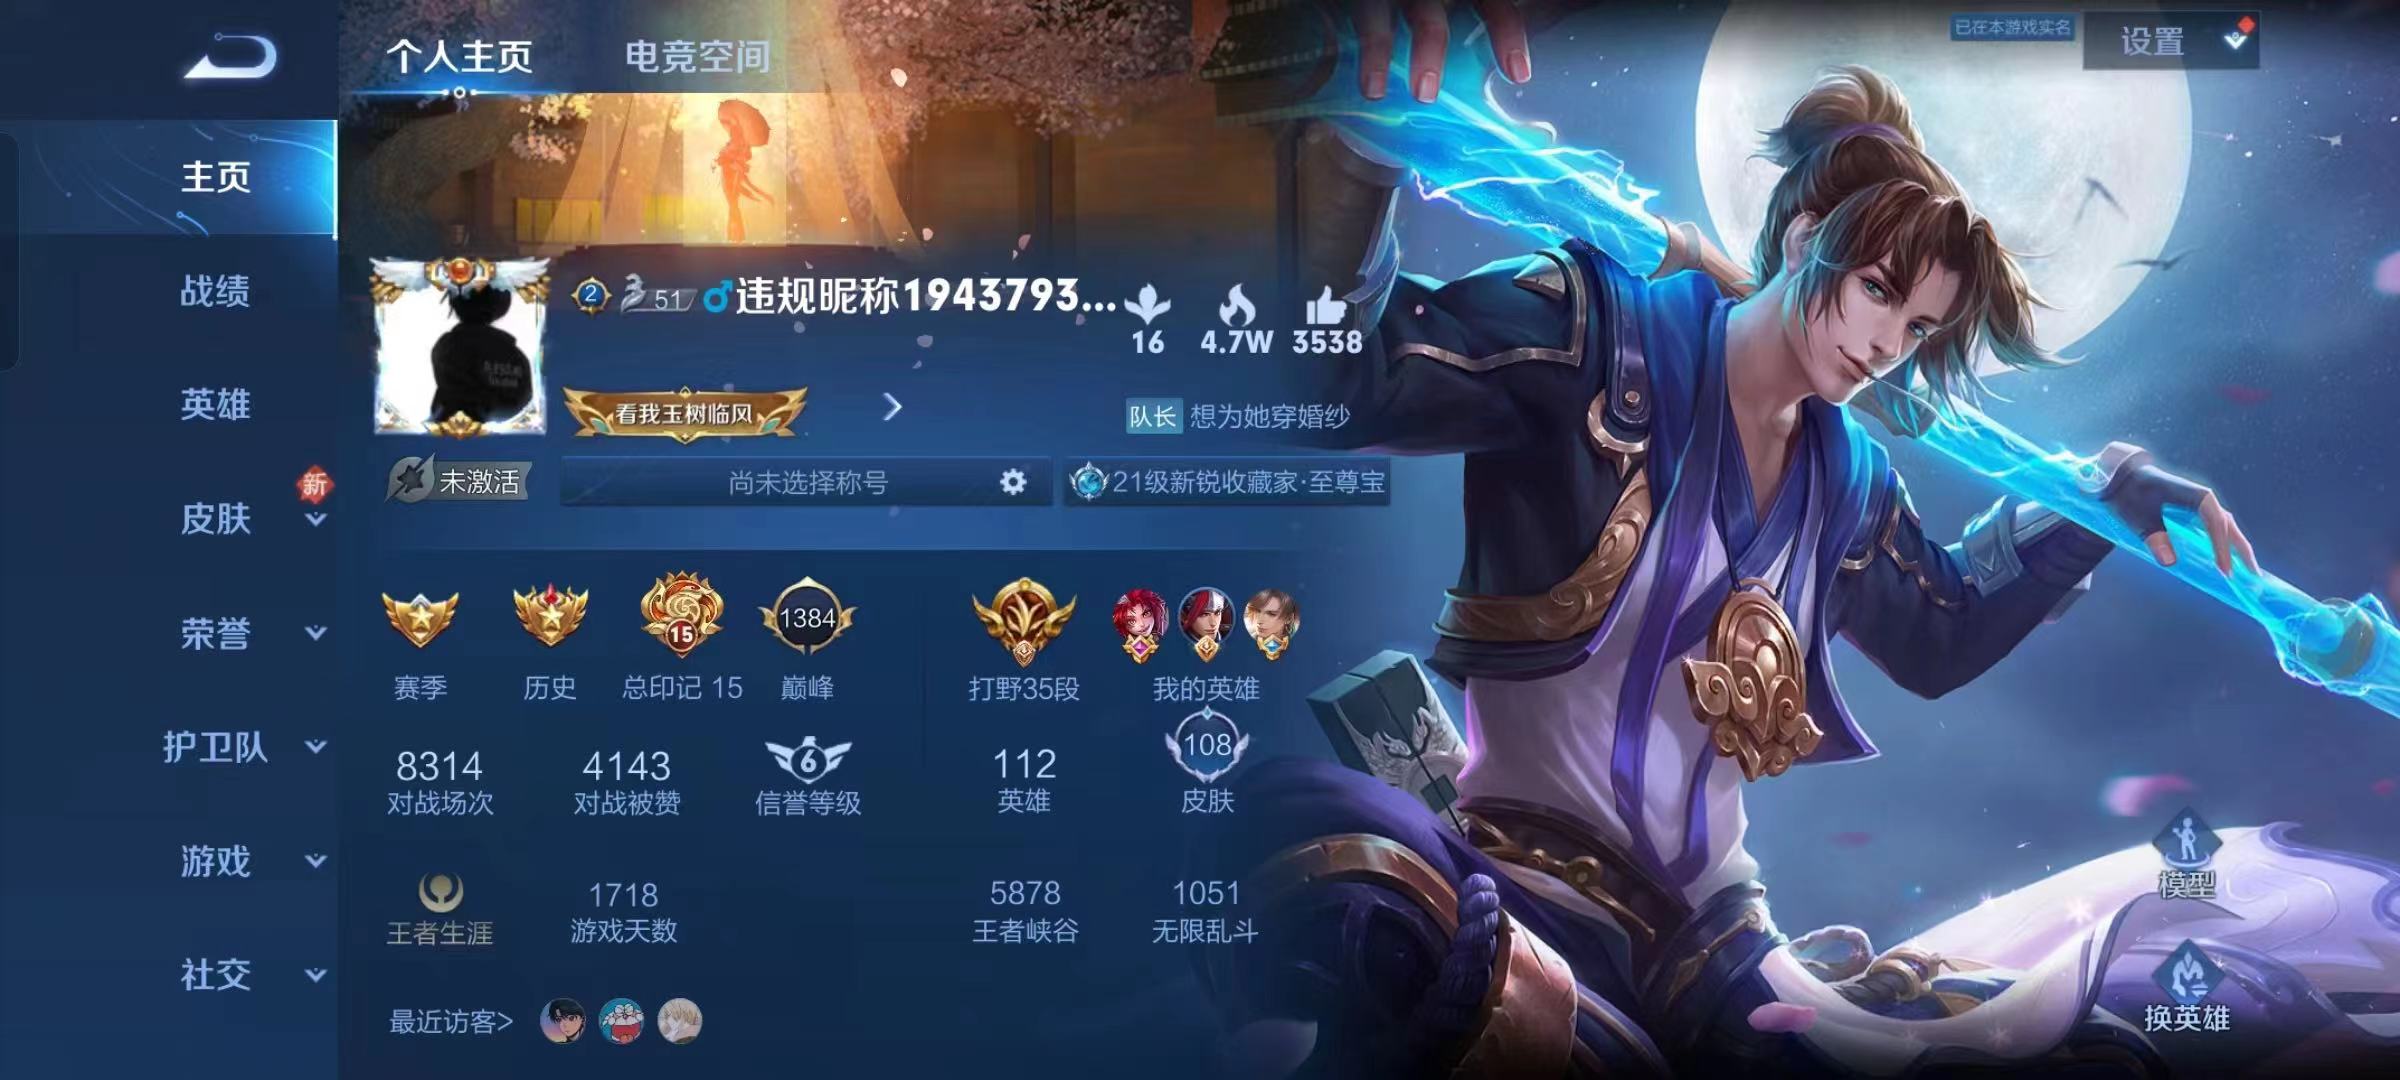 个人主页
电竞空间
已在本游戏实名
设置
主页
战绩
英雄
新
皮肤
荣誉
护卫队
游戏
社交
2
51
违规昵称1943793...
16
4.7W
3538
看我玉树临风
队长 想为她穿婚纱
未激活
尚未选择称号
21级新锐收藏家·至尊宝
15
1384
赛季
历史
总印记 15
巅峰
打野35段
我的英雄
8314
对战场次
4143
对战被赞
6
信誉等级
112
英雄
108
皮肤
王者生涯
1718
游戏天数
5878
王者峡谷
1051
无限乱斗
最近访客>
模型
换英雄